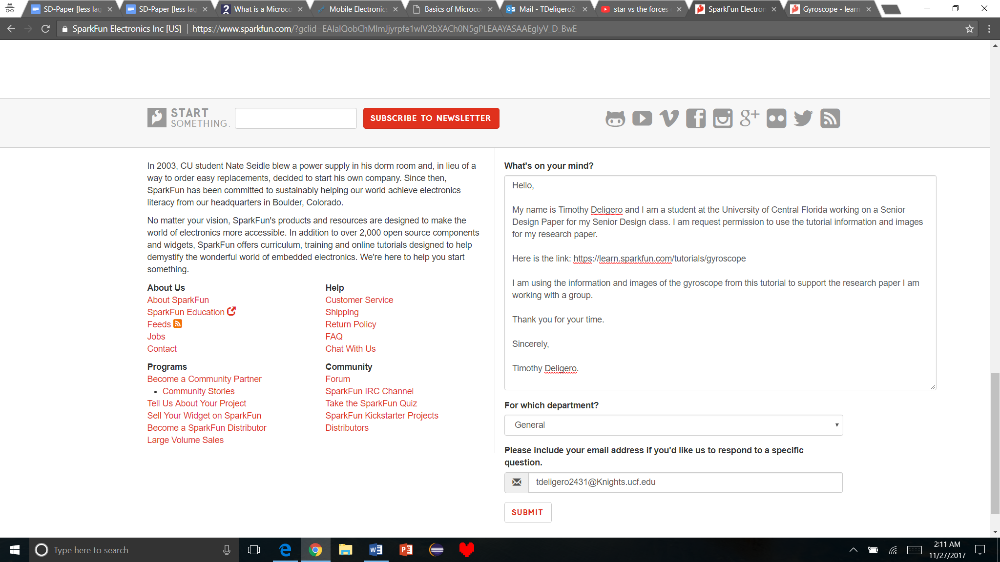 SD-Paper [less lag
SD-Paper [less lag
What is a Microco
Mobile Electronics
Basics of Microco
Mail - TDeligero2
star vs the forces
SparkFun Electron
Gyroscope - learn
SparkFun Electronics Inc [US] https://www.sparkfun.com/?gclid=EAIaIQobChMImJjyrpfe1wIV2bXACh0N5gPLEAAYASAAEgIyV_D_BwE
START
SOMETHING.
SUBSCRIBE TO NEWSLETTER
In 2003, CU student Nate Seidle blew a power supply in his dorm room and, in lieu of a
way to order easy replacements, decided to start his own company. Since then,
SparkFun has been committed to sustainably helping our world achieve electronics
literacy from our headquarters in Boulder, Colorado.
No matter your vision, SparkFun's products and resources are designed to make the
world of electronics more accessible. In addition to over 2,000 open source components
and widgets, SparkFun offers curriculum, training and online tutorials designed to help
demystify the wonderful world of embedded electronics. We're here to help you start
something.
About Us
About SparkFun
SparkFun Education
Feeds
Jobs
Contact
Help
Customer Service
Shipping
Return Policy
FAQ
Chat With Us
Programs
Become a Community Partner
• Community Stories
Tell Us About Your Project
Sell Your Widget on SparkFun
Become a SparkFun Distributor
Large Volume Sales
Community
Forum
SparkFun IRC Channel
Take the SparkFun Quiz
SparkFun Kickstarter Projects
Distributors
What's on your mind?
Hello,
My name is Timothy Deligero and I am a student at the University of Central Florida working on a Senior
Design Paper for my Senior Design class. I am request permission to use the tutorial information and images
for my research paper.
Here is the link: https://learn.sparkfun.com/tutorials/gyroscope
I am using the information and images of the gyroscope from this tutorial to support the research paper I am
working with a group.
Thank you for your time.
Sincerely,
Timothy Deligero.
For which department?
General
Please include your email address if you'd like us to respond to a specific
question.
tdeligero2431@Knights.ucf.edu
SUBMIT
Type here to search
2:11 AM
11/27/2017